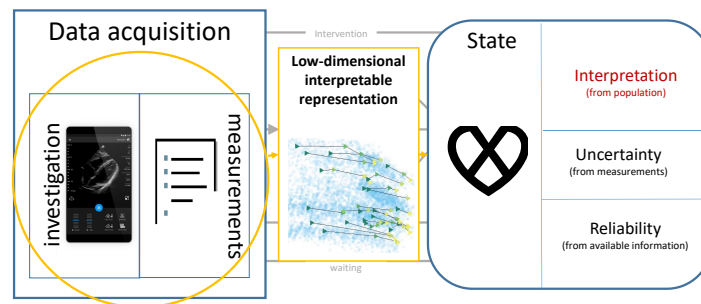 Data acquisition
investigation
measurements
Intervention
Low-dimensional
interpretable
representation
waiting
State
Interpretation
(from population)
Uncertainty
(from measurements)
Reliability
(from available information)